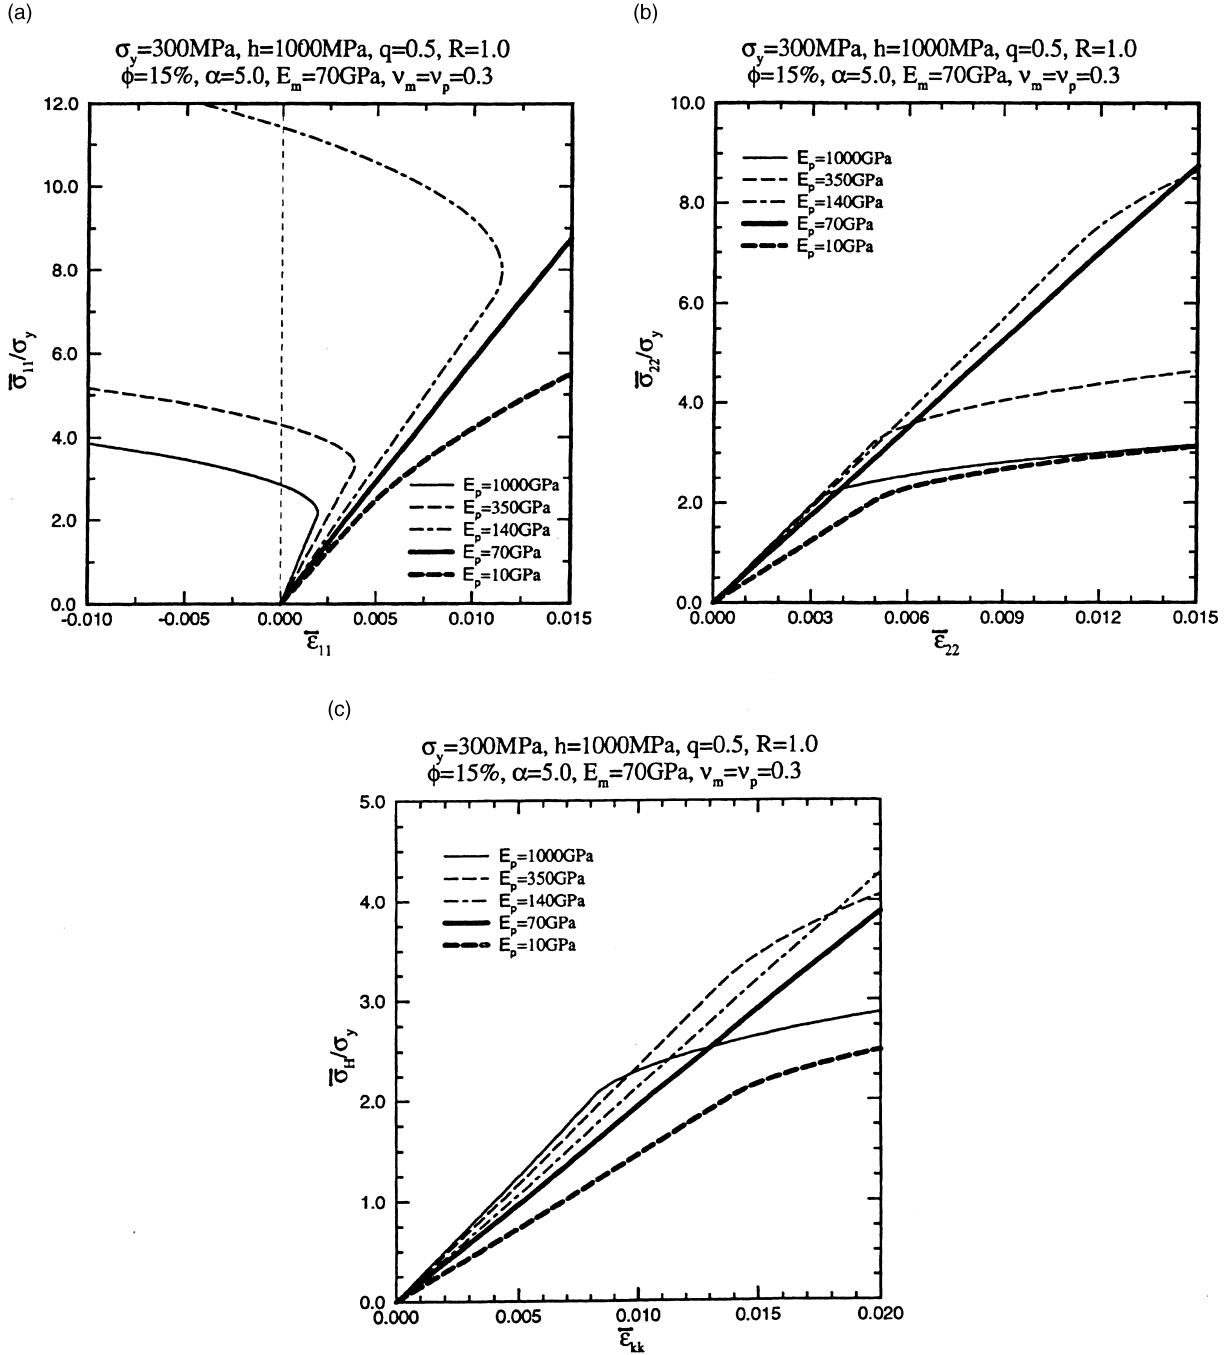 (a)
σy=300MPa, h=1000MPa, q=0.5, R=1.0
ϕ=15%, α=5.0, Em=70GPa, νm=νp=0.3
12.0
10.0
8.0
6.0
4.0
2.0
0.0
σ̿11/σy
Ep=1000GPa
Ep=350GPa
Ep=140GPa
Ep=70GPa
Ep=10GPa
-0.010 -0.005 0.000 0.005 0.010 0.015
ε̿11
(b)
σy=300MPa, h=1000MPa, q=0.5, R=1.0
ϕ=15%, α=5.0, Em=70GPa, νm=νp=0.3
10.0
8.0
6.0
4.0
2.0
0.0
σ̿22/σy
Ep=1000GPa
Ep=350GPa
Ep=140GPa
Ep=70GPa
Ep=10GPa
0.000 0.003 0.006 0.009 0.012 0.015
ε̿22
(c)
σy=300MPa, h=1000MPa, q=0.5, R=1.0
ϕ=15%, α=5.0, Em=70GPa, νm=νp=0.3
5.0
4.0
3.0
2.0
1.0
0.0
σ̿H/σy
Ep=1000GPa
Ep=350GPa
Ep=140GPa
Ep=70GPa
Ep=10GPa
0.000 0.005 0.010 0.015 0.020
ε̿kk